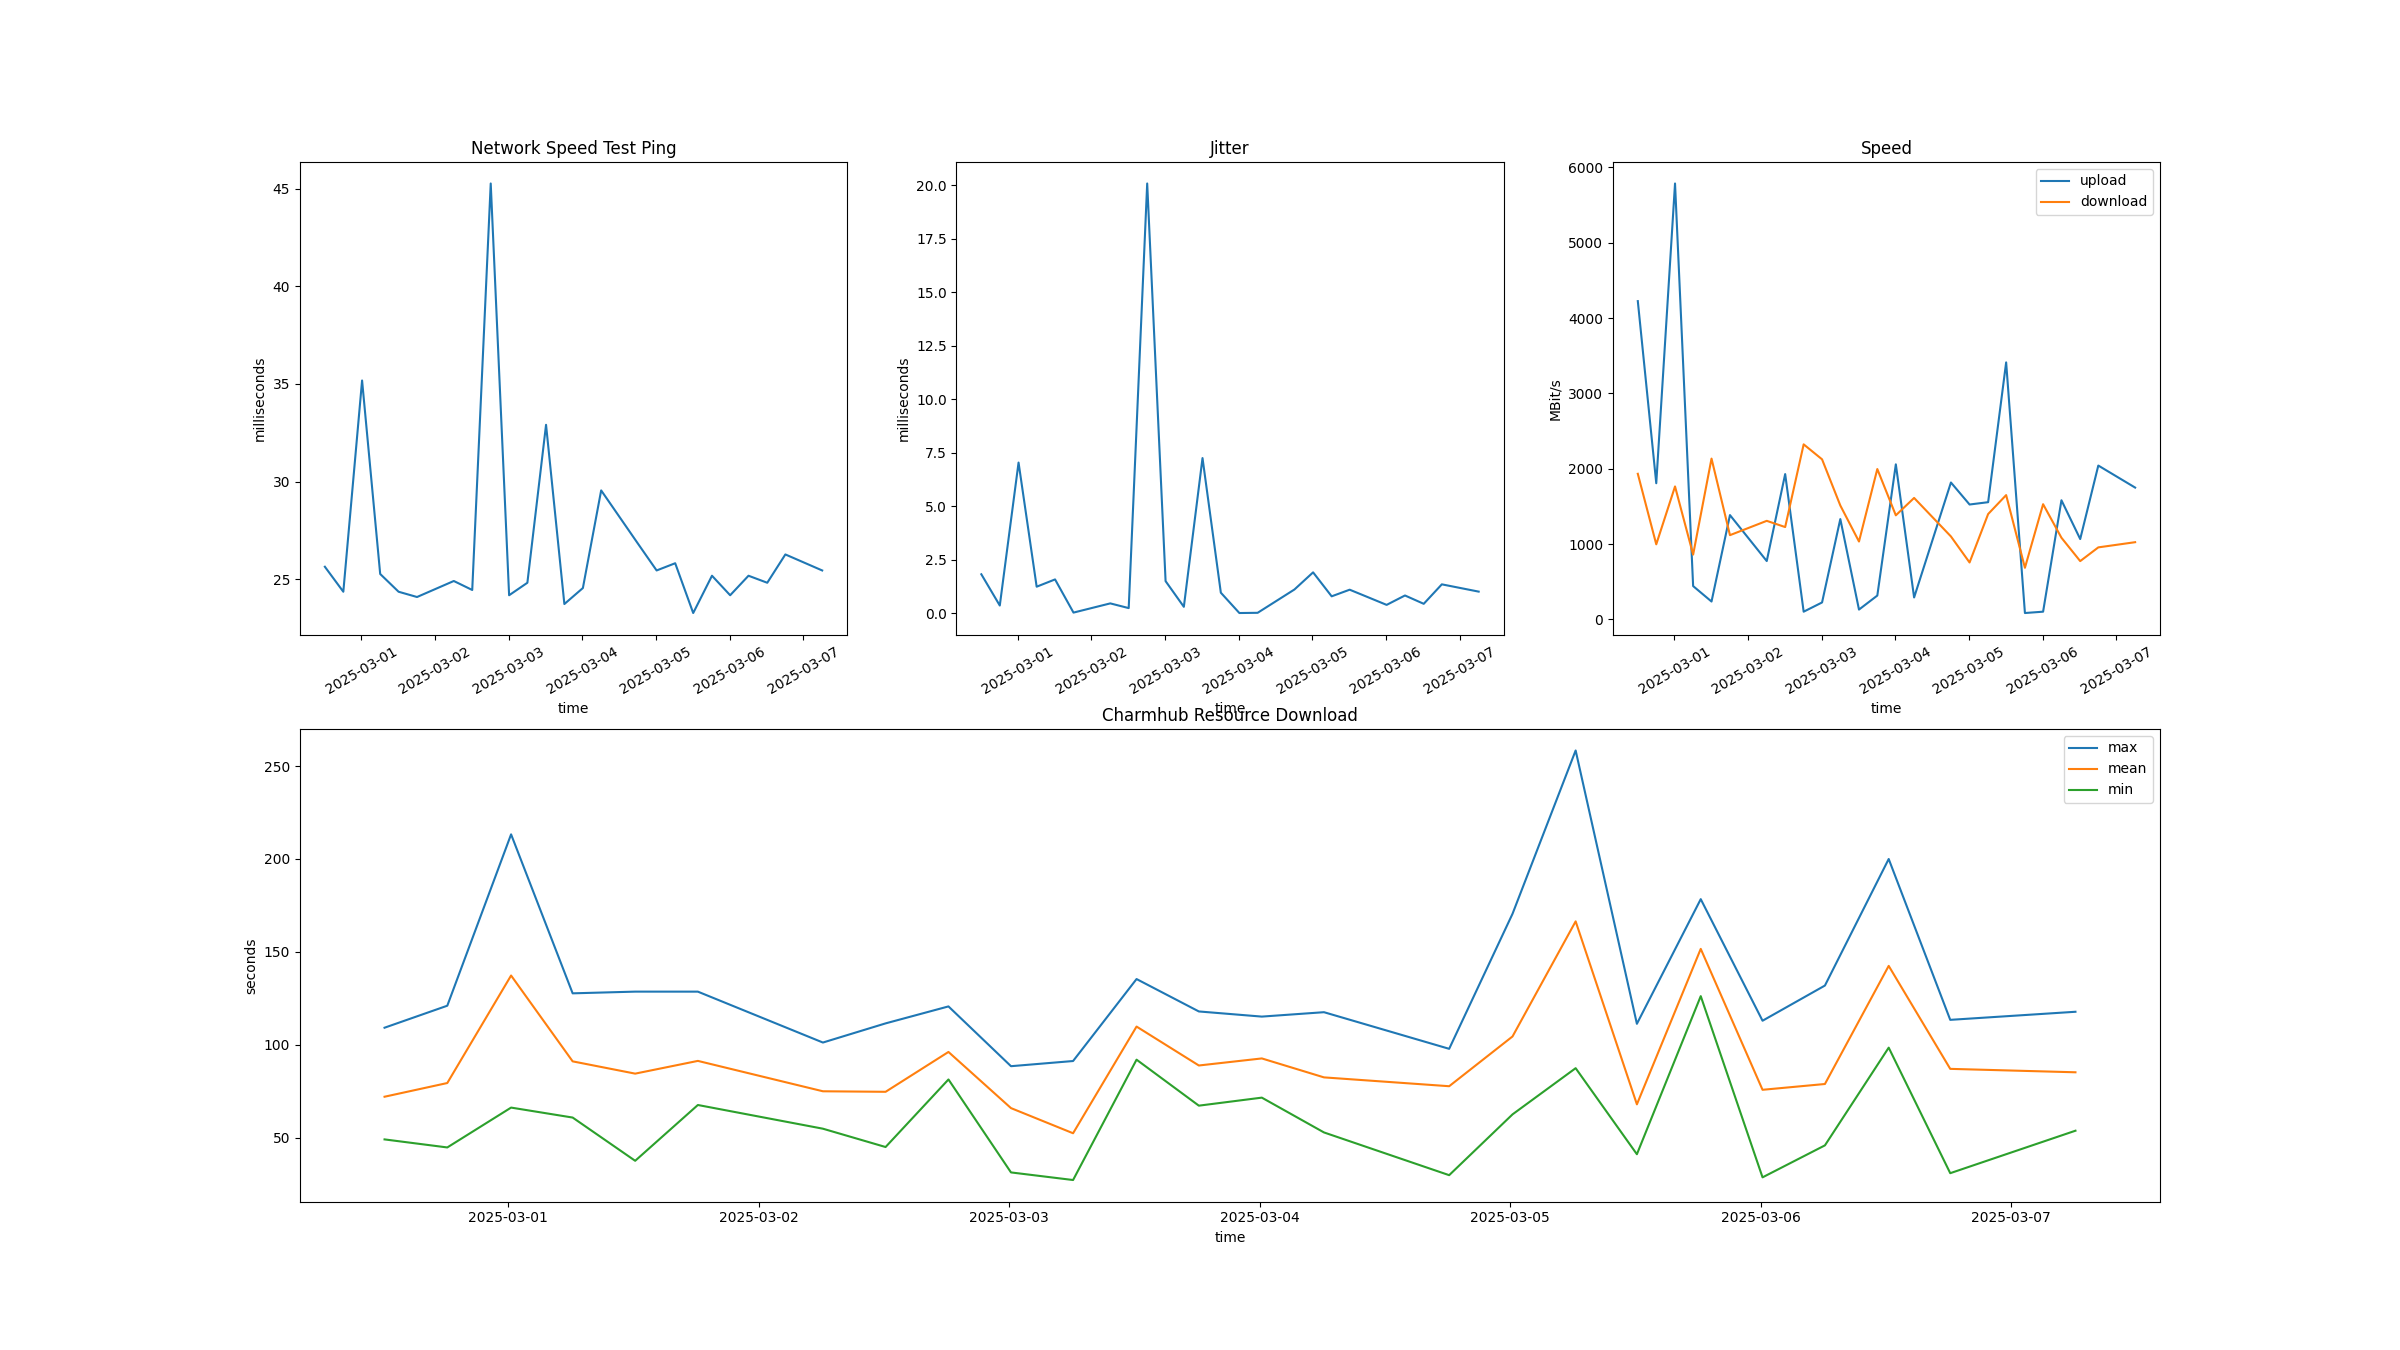 Network Speed Test Ping
45
40
35
30
25
milliseconds
2025-03-01 2025-03-02 2025-03-03 2025-03-04 2025-03-05 2025-03-06 2025-03-07
time
Jitter
20.0
17.5
15.0
12.5
10.0
7.5
5.0
2.5
0.0
milliseconds
2025-03-01 2025-03-02 2025-03-03 2025-03-04 2025-03-05 2025-03-06 2025-03-07
time
Speed
upload
download
6000
5000
4000
3000
2000
1000
0
MBit/s
2025-03-01 2025-03-02 2025-03-03 2025-03-04 2025-03-05 2025-03-06 2025-03-07
time
Charmhub Resource Download
max
mean
min
250
200
150
100
50
seconds
2025-03-01 2025-03-02 2025-03-03 2025-03-04 2025-03-05 2025-03-06 2025-03-07
time